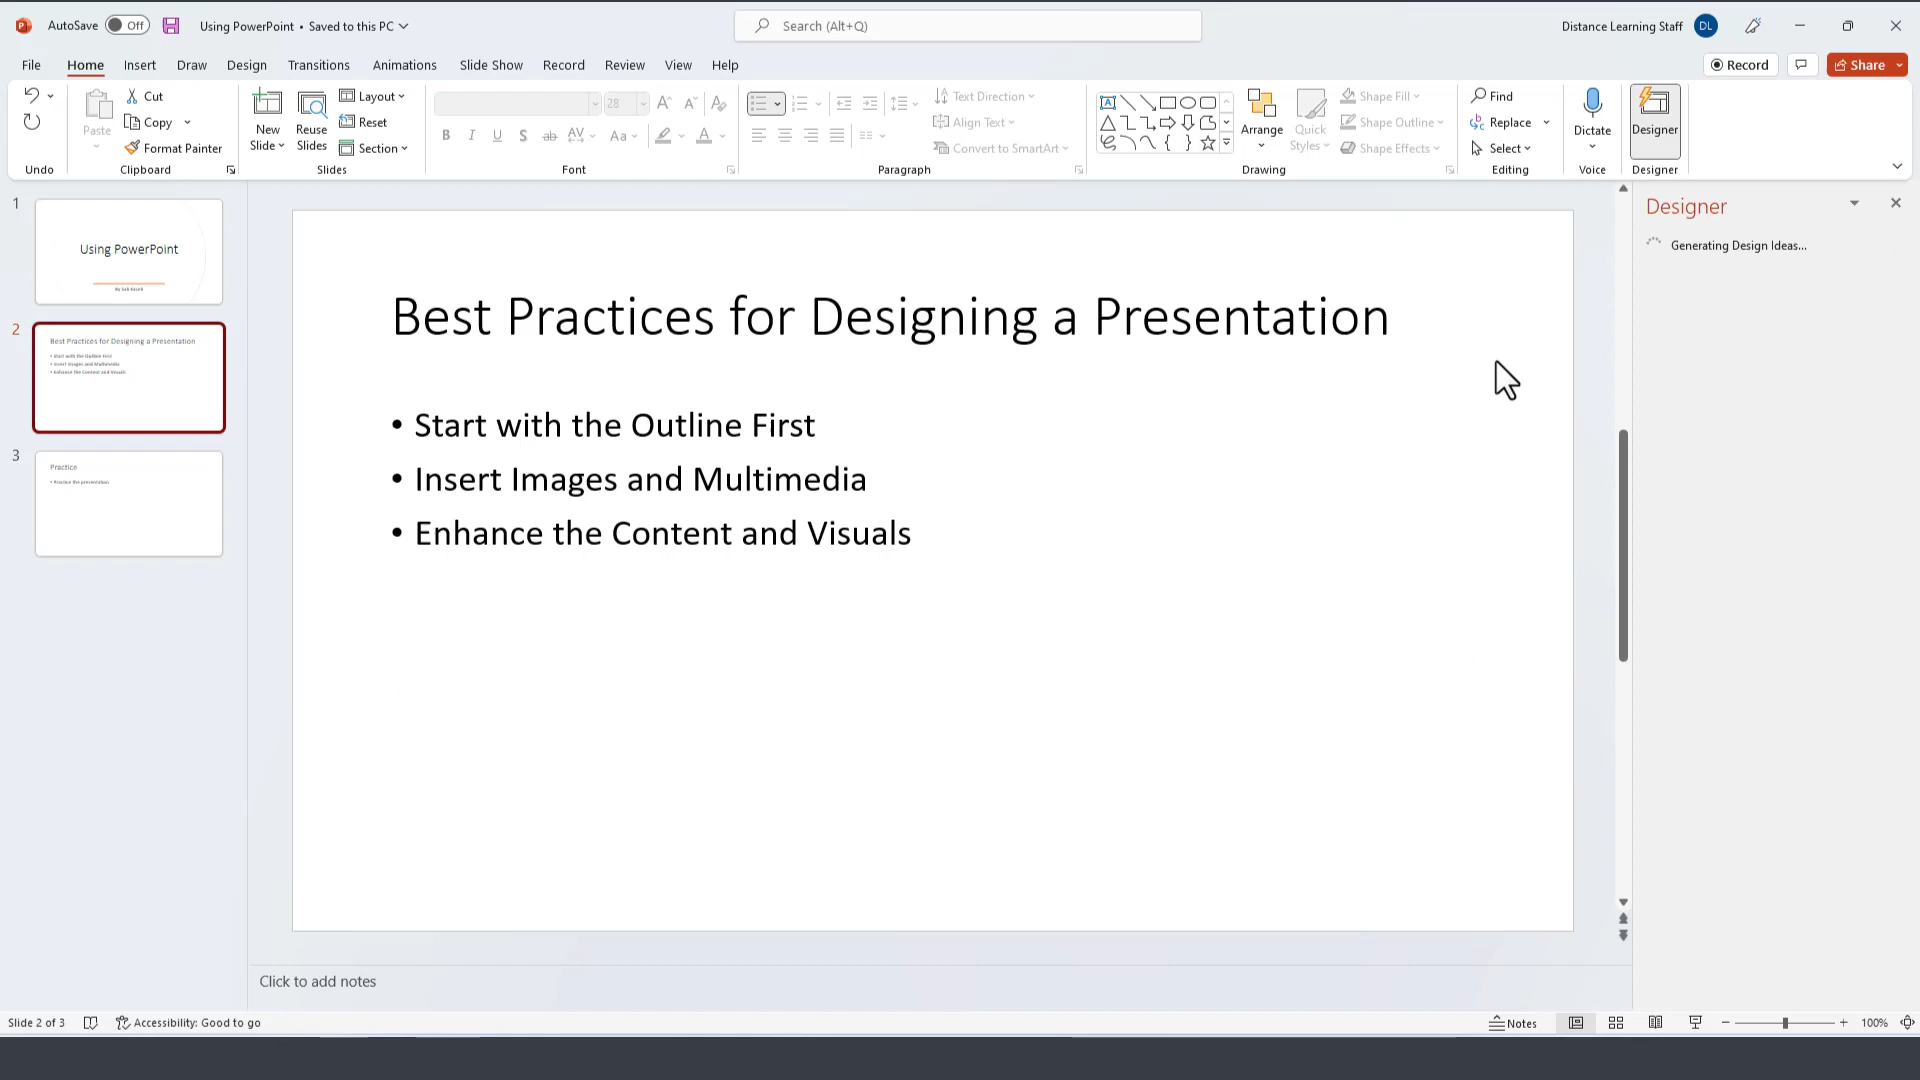 AutoSave Off Using PowerPoint • Saved to this PC Search (Alt+Q) Distance Learning Staff DL
File Home Insert Draw Design Transitions Animations Slide Show Record Review View Help Record Share
Paste Cut Copy Format Painter
New Slide Reuse Slides Layout Reset Section
28
B I U S ab AV Aa A
Text Direction Align Text Convert to SmartArt
Arrange Quick Styles Shape Fill Shape Outline Shape Effects
Find Replace Select
Dictate Designer
Undo Clipboard Slides Font Paragraph Drawing Editing Voice Designer
1
Using PowerPoint
2
Best Practices for Designing a Presentation
• Start with the Outline First
• Insert Images and Multimedia
• Enhance the Content and Visuals
3
Practice
• Practice the presentation
Best Practices for Designing a Presentation
• Start with the Outline First
• Insert Images and Multimedia
• Enhance the Content and Visuals
Designer
Generating Design Ideas...
Click to add notes
Slide 2 of 3 Accessibility: Good to go Notes 100%